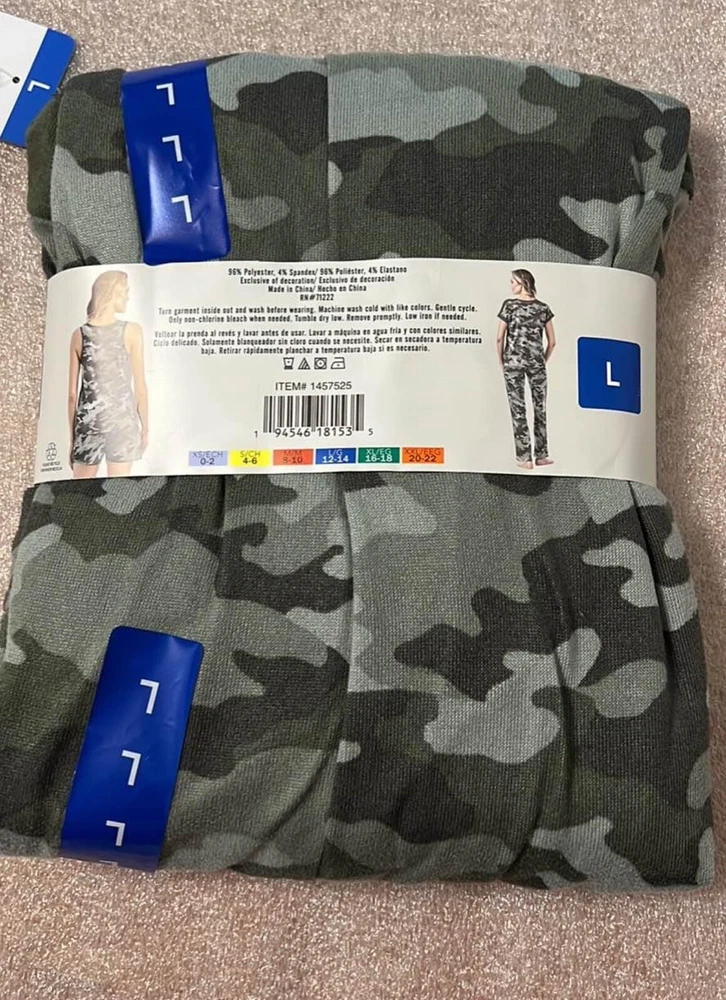 L
L
L
L
96% Polyester, 4% Spandex/ 96% Poliéster, 4% Elastano
Exclusive of decoration/ Exclusivo de decoración
Made in China/ Hecho en China
RN#71222
Turn garment inside out and wash before wearing. Machine wash cold with like colors. Gentle cycle.
Only non-chlorine bleach when needed. Tumble dry low. Remove promptly. Low iron if needed.
Voltear la prenda al revés y lavar antes de usar. Lavar a máquina en agua fría y con colores similares.
Ciclo delicado. Solamente blanqueador sin cloro cuando se necesite. Secar en secadora a temperatura
baja. Retirar rápidamente planchar a temperatura baja si es necesario.
L
ITEM# 1457525
1 94546 18153 5
XS/ECH S/CH M/M L/G XL/EG XXL/EEG
0-2 4-6 8-10 12-14 16-18 20-22
L
L
L
L